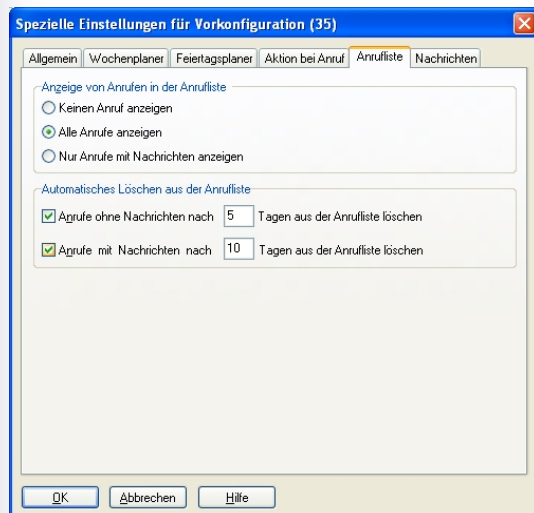 Spezielle Einstellungen für Vorkonfiguration (35)
Allgemein Wochenplaner Feiertagsplaner Aktion bei Anruf Anrufliste Nachrichten
Anzeige von Anrufen in der Anrufliste
Keinen Anruf anzeigen
Alle Anrufe anzeigen
Nur Anrufe mit Nachrichten anzeigen
Automatisches Löschen aus der Anrufliste
Anrufe ohne Nachrichten nach 5 Tagen aus der Anrufliste löschen
Anrufe mit Nachrichten nach 10 Tagen aus der Anrufliste löschen
OK Abbrechen Hilfe